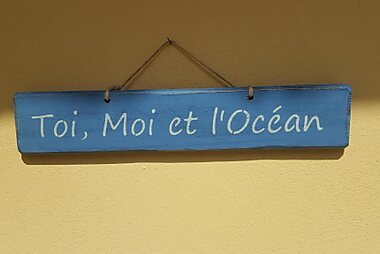 Toi, Moi et l'Océan